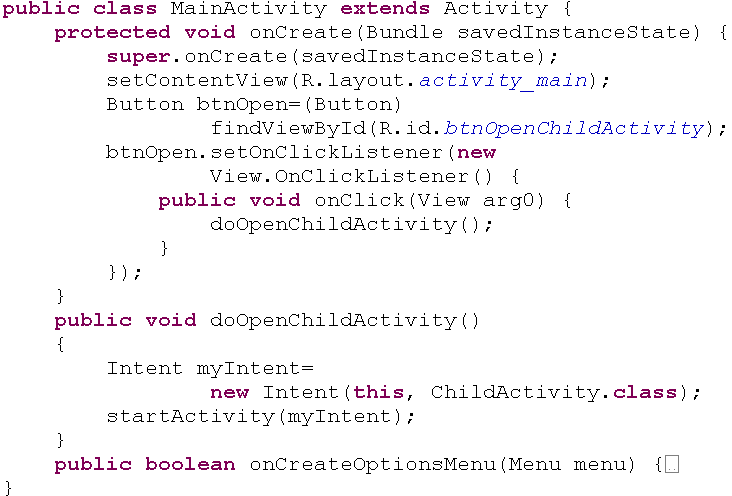 public class MainActivity extends Activity {
    protected void onCreate(Bundle savedInstanceState) {
        super.onCreate(savedInstanceState);
        setContentView(R.layout.activity_main);
        Button btnOpen=(Button)
                findViewById(R.id.btnOpenChildActivity);
        btnOpen.setOnClickListener(new
                View.OnClickListener() {
            public void onClick(View arg0) {
                doOpenChildActivity();
            }
        });
    }
    public void doOpenChildActivity()
    {
        Intent myIntent=
                new Intent(this, ChildActivity.class);
        startActivity(myIntent);
    }
    public boolean onCreateOptionsMenu(Menu menu) {..
}